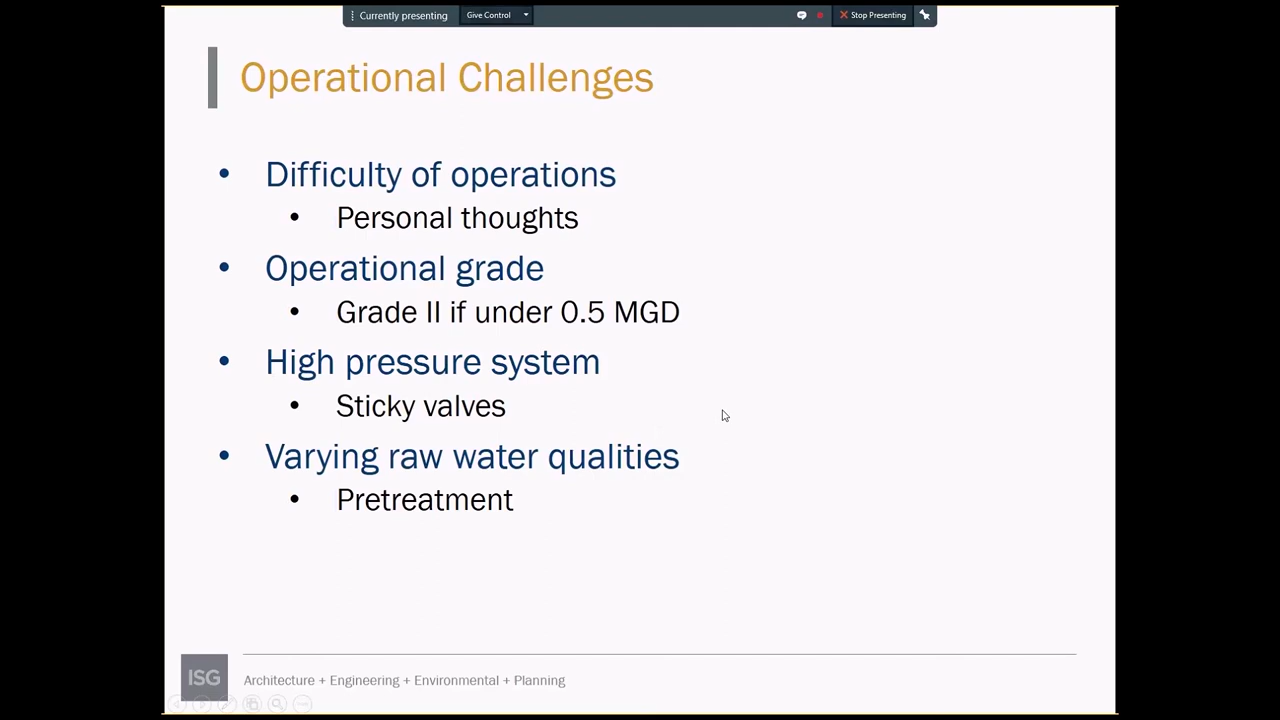 Currently presenting
Give Control
Stop Presenting
Operational Challenges
• Difficulty of operations
• Personal thoughts
• Operational grade
• Grade II if under 0.5 MGD
• High pressure system
• Sticky valves
• Varying raw water qualities
• Pretreatment
ISG
Architecture + Engineering + Environmental + Planning